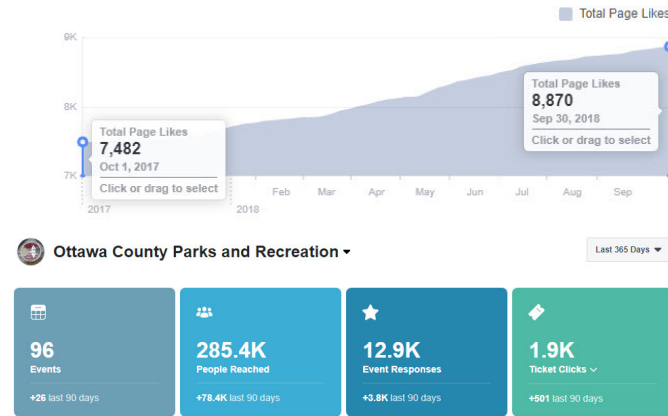 Total Page Likes
9K
8K
7K
Total Page Likes
7,482
Oct 1, 2017
Click or drag to select
Total Page Likes
8,870
Sep 30, 2018
Click or drag to select
Feb Mar Apr May Jun Jul Aug Sep
2017 2018
Ottawa County Parks and Recreation
Last 365 Days
96
Events
+26 last 90 days
285.4K
People Reached
+78.4K last 90 days
12.9K
Event Responses
+3.8K last 90 days
1.9K
Ticket Clicks
+501 last 90 days